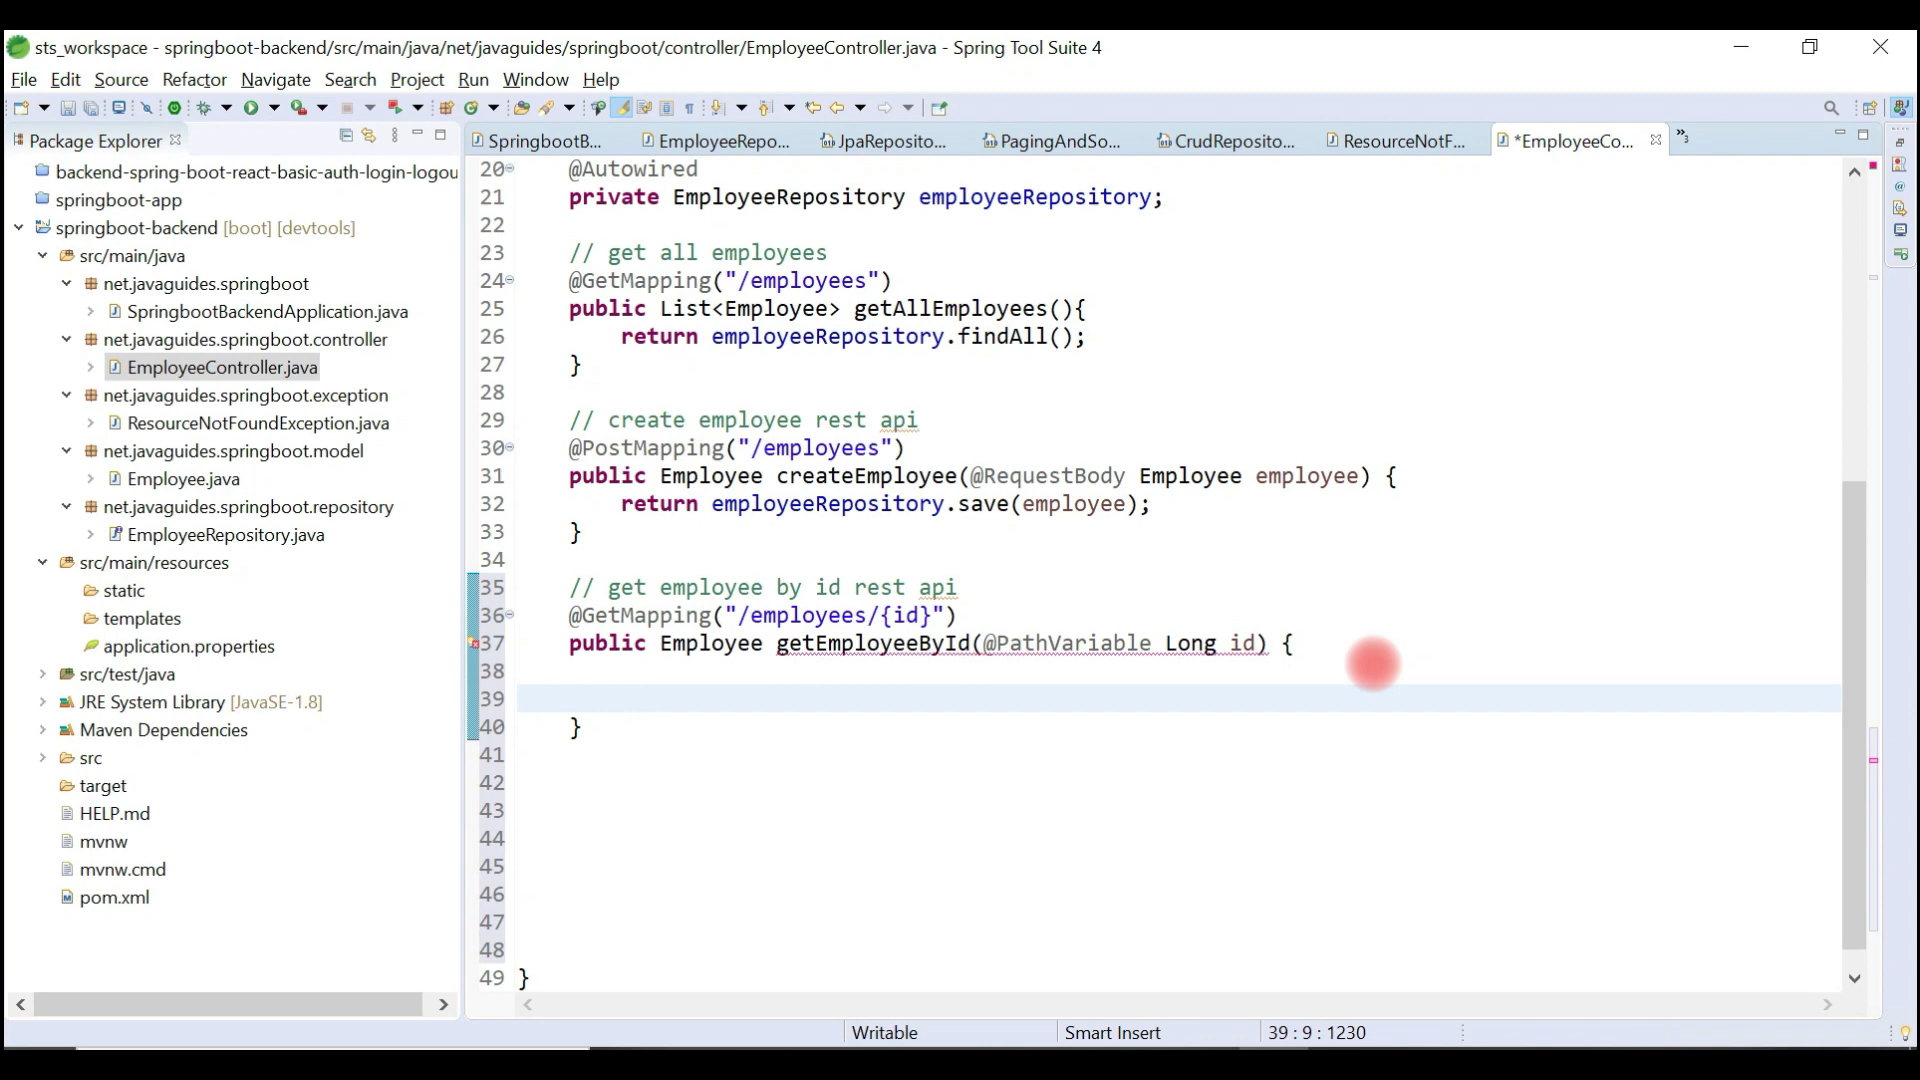 sts_workspace - springboot-backend/src/main/java/net/javaguides/springboot/controller/EmployeeController.java - Spring Tool Suite 4
File Edit Source Refactor Navigate Search Project Run Window Help
Package Explorer
SpringbootB... EmployeeRepo... JpaReposito... PagingAndSo... CrudReposito... ResourceNotF... *EmployeeCo... »3
backend-spring-boot-react-basic-auth-login-logou
springboot-app
springboot-backend [boot] [devtools]
src/main/java
net.javaguides.springboot
SpringbootBackendApplication.java
net.javaguides.springboot.controller
EmployeeController.java
net.javaguides.springboot.exception
ResourceNotFoundException.java
net.javaguides.springboot.model
Employee.java
net.javaguides.springboot.repository
EmployeeRepository.java
src/main/resources
static
templates
application.properties
src/test/java
JRE System Library [JavaSE-1.8]
Maven Dependencies
src
target
HELP.md
mvnw
mvnw.cmd
pom.xml
20 @Autowired
21 private EmployeeRepository employeeRepository;
22
23 // get all employees
24 @GetMapping("/employees")
25 public List<Employee> getAllEmployees(){
26 return employeeRepository.findAll();
27 }
28
29 // create employee rest api
30 @PostMapping("/employees")
31 public Employee createEmployee(@RequestBody Employee employee) {
32 return employeeRepository.save(employee);
33 }
34
35 // get employee by id rest api
36 @GetMapping("/employees/{id}")
37 public Employee getEmployeeById(@PathVariable Long id) {
38
39
40 }
41
42
43
44
45
46
47
48
49 }
Writable Smart Insert 39 : 9 : 1230